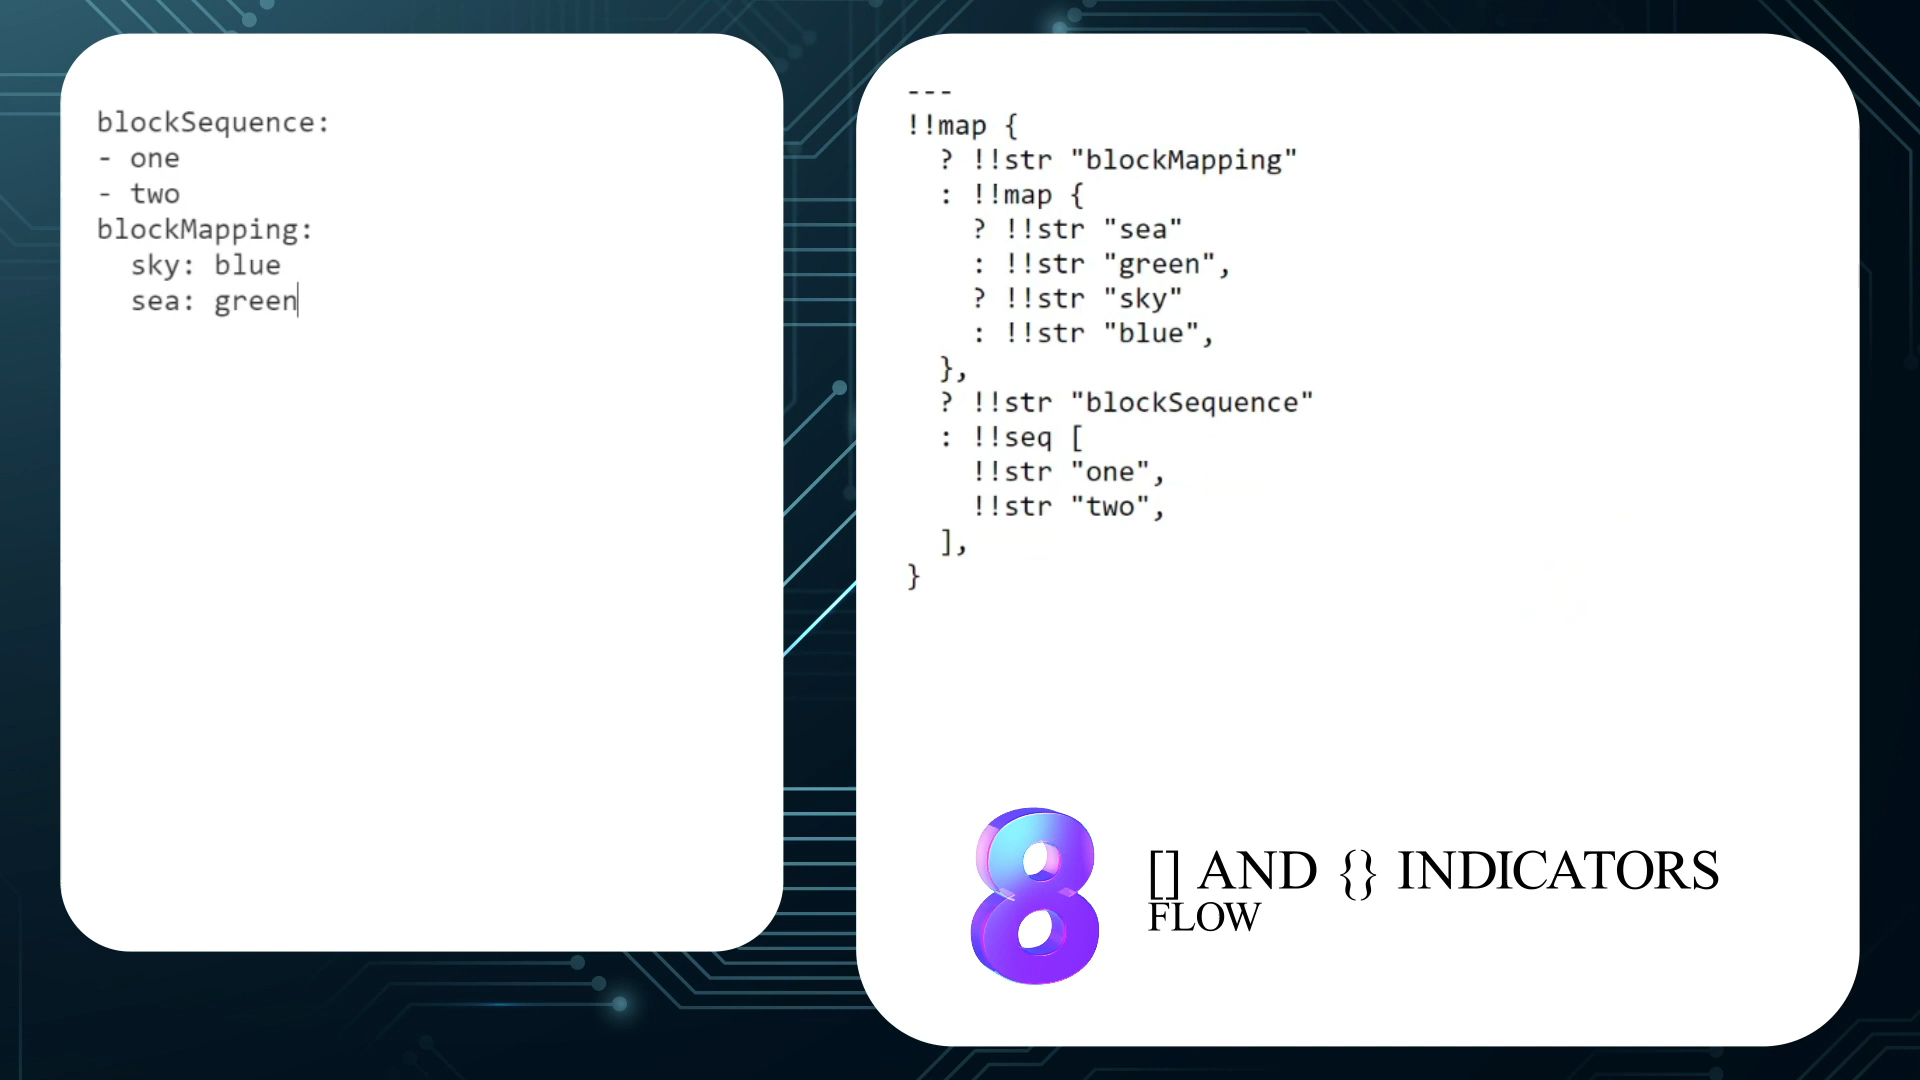 blockSequence:
- one
- two
blockMapping:
  sky: blue
  sea: green
---
!!map {
  ? !!str "blockMapping"
  : !!map {
    ? !!str "sea"
    : !!str "green",
    ? !!str "sky"
    : !!str "blue",
  },
  ? !!str "blockSequence"
  : !!seq [
    !!str "one",
    !!str "two",
  ],
}
8
[] AND {} INDICATORS
FLOW